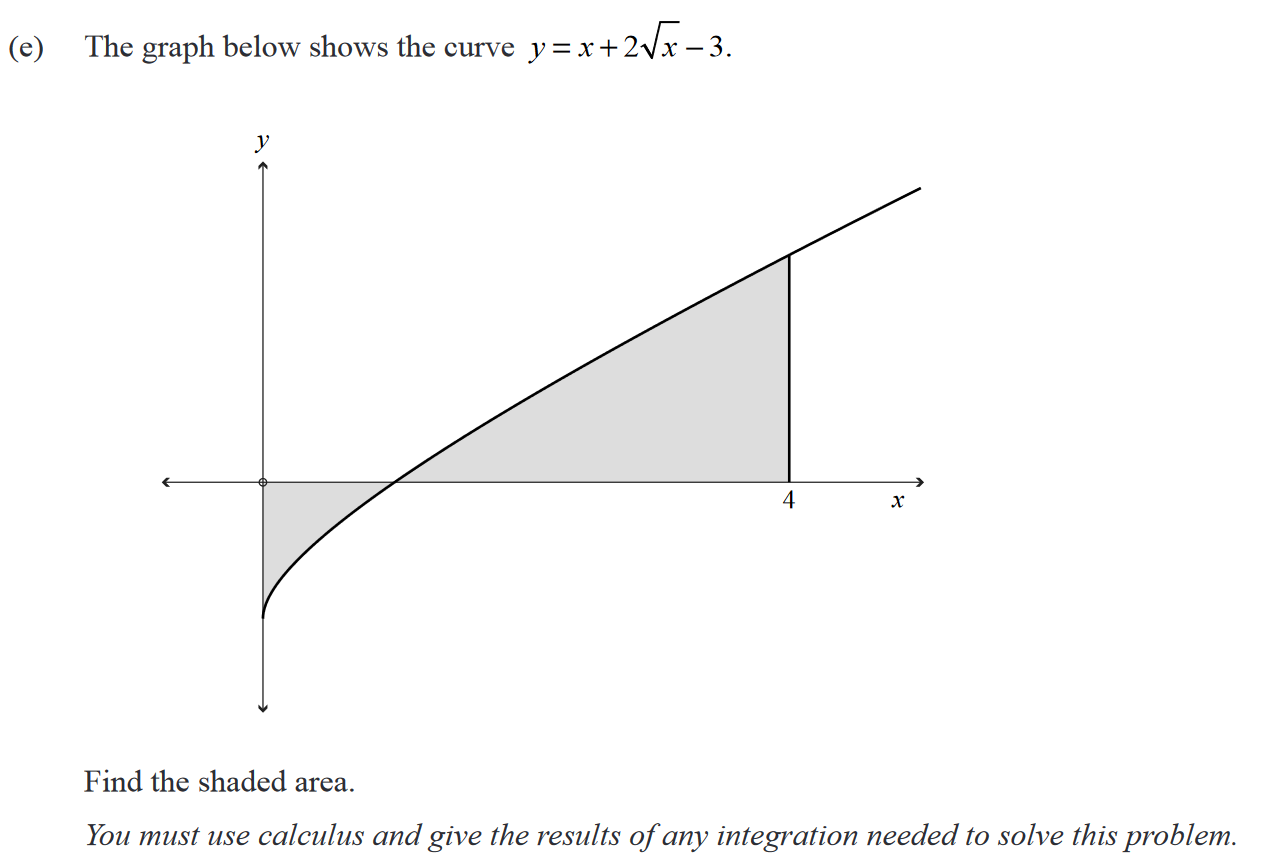 (e) The graph below shows the curve y = x + 2√x – 3.
y
4
x
Find the shaded area.
You must use calculus and give the results of any integration needed to solve this problem.